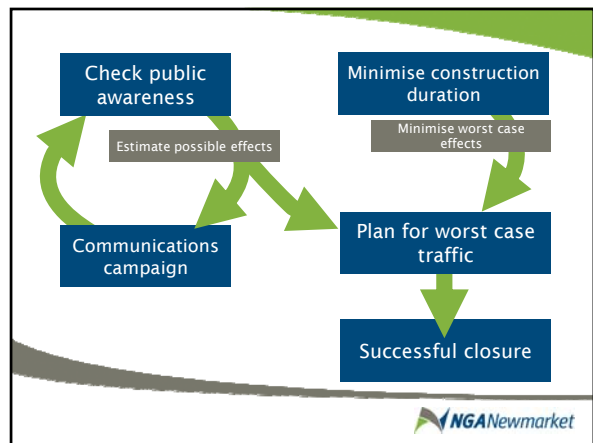 Check public
awareness
Minimise construction
duration
Estimate possible effects
Minimise worst case
effects
Communications
campaign
Plan for worst case
traffic
Successful closure
NGANewmarket